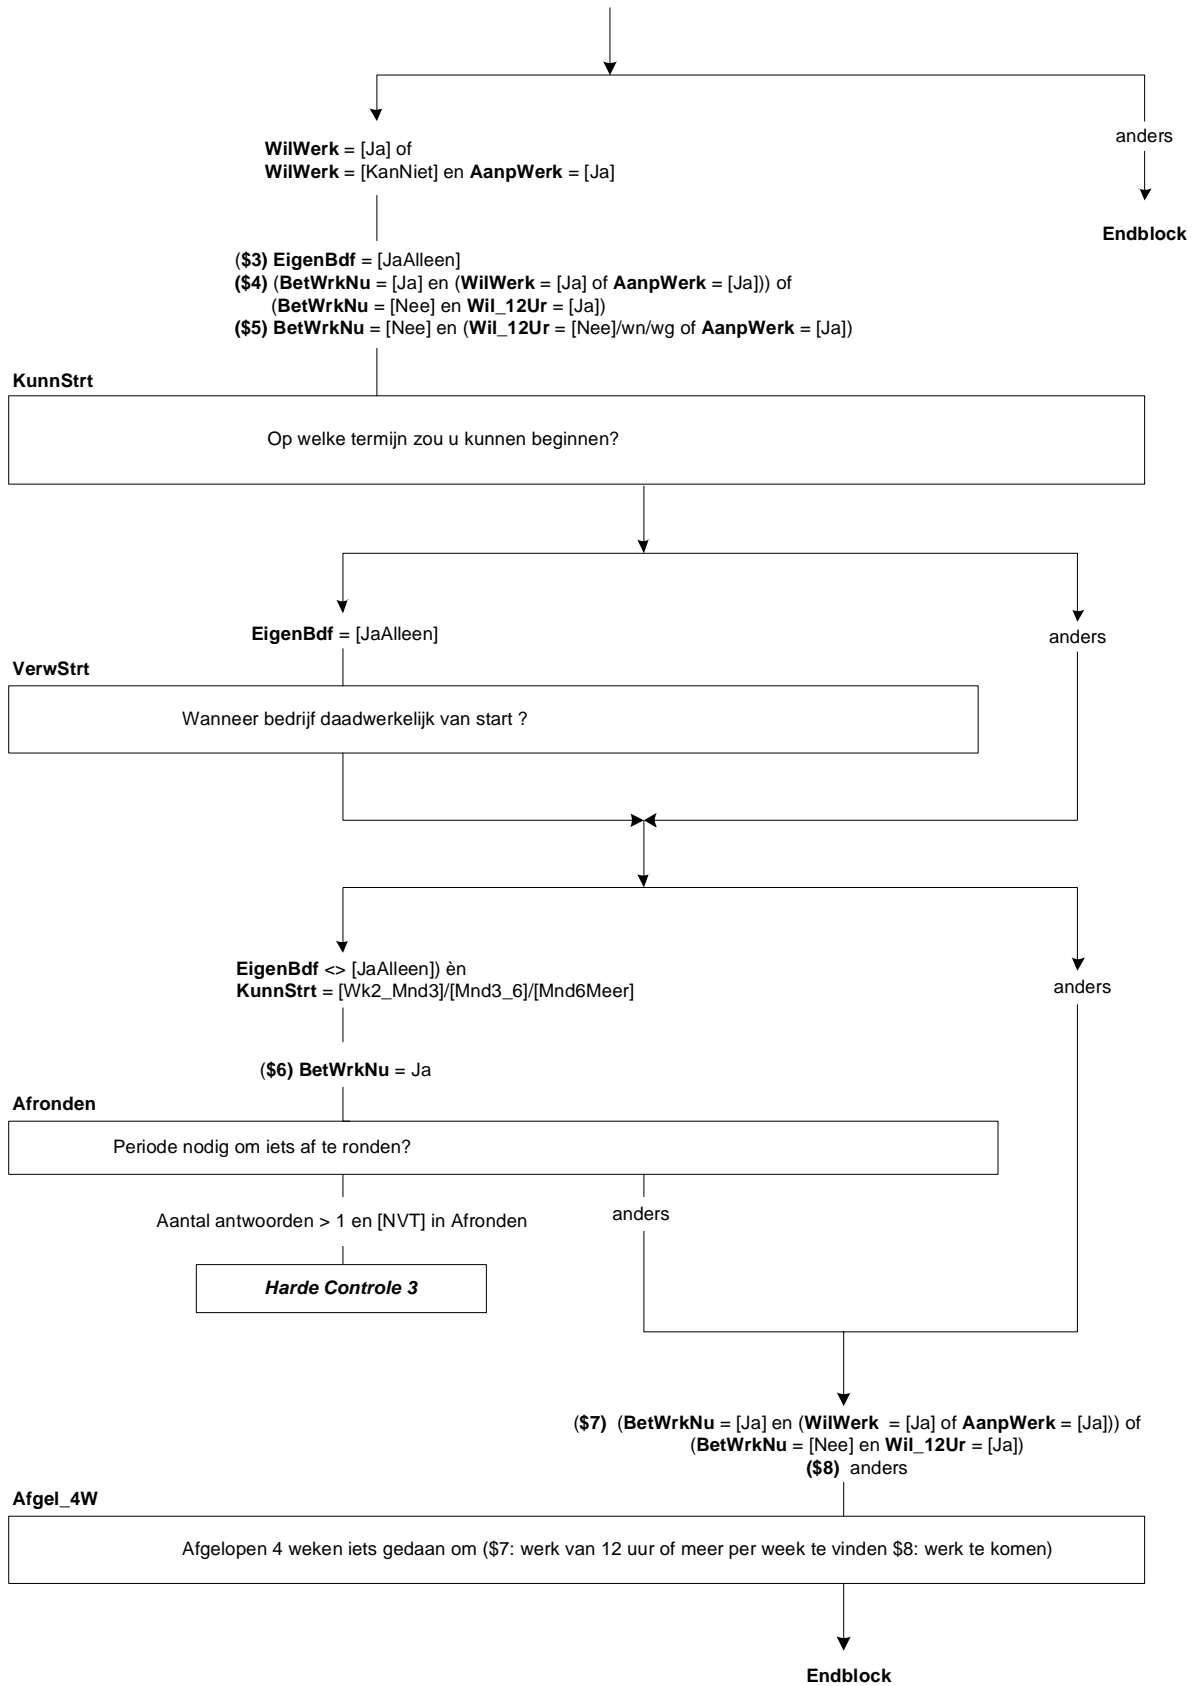 anders
WilWerk = [Ja] of
WilWerk = [KanNiet] en AanpWerk = [Ja]
Endblock
($3) EigenBdf = [JaAlleen]
($4) (BetWrkNu = [Ja] en (WilWerk = [Ja] of AanpWerk = [Ja])) of
(BetWrkNu = [Nee] en Wil_12Ur = [Ja])
($5) BetWrkNu = [Nee] en (Wil_12Ur = [Nee]/wn/wg of AanpWerk = [Ja])
KunnStrt
Op welke termijn zou u kunnen beginnen?
EigenBdf = [JaAlleen]
anders
VerwStrt
Wanneer bedrijf daadwerkelijk van start ?
EigenBdf <> [JaAlleen]) èn
KunnStrt = [Wk2_Mnd3]/[Mnd3_6]/[Mnd6Meer]
anders
($6) BetWrkNu = Ja
Afronden
Periode nodig om iets af te ronden?
Aantal antwoorden > 1 en [NVT] in Afronden
anders
Harde Controle 3
($7) (BetWrkNu = [Ja] en (WilWerk = [Ja] of AanpWerk = [Ja])) of
(BetWrkNu = [Nee] en Wil_12Ur = [Ja])
($8) anders
Afgel_4W
Afgelopen 4 weken iets gedaan om ($7: werk van 12 uur of meer per week te vinden $8: werk te komen)
Endblock